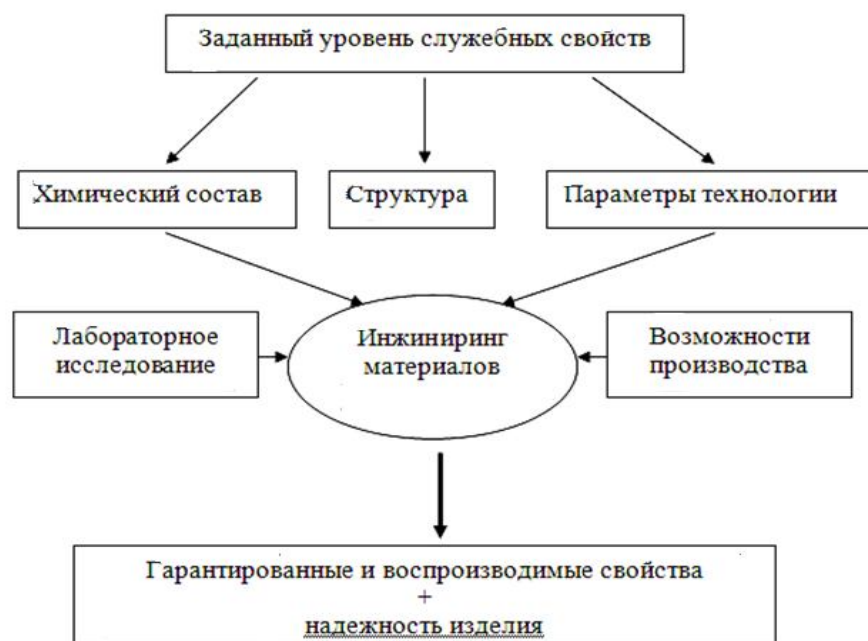 Заданный уровень служебных свойств
Химический состав
Структура
Параметры технологии
Лабораторное
исследование
Инжиниринг
материалов
Возможности
производства
Гарантированные и воспроизводимые свойства
+
надежность изделия